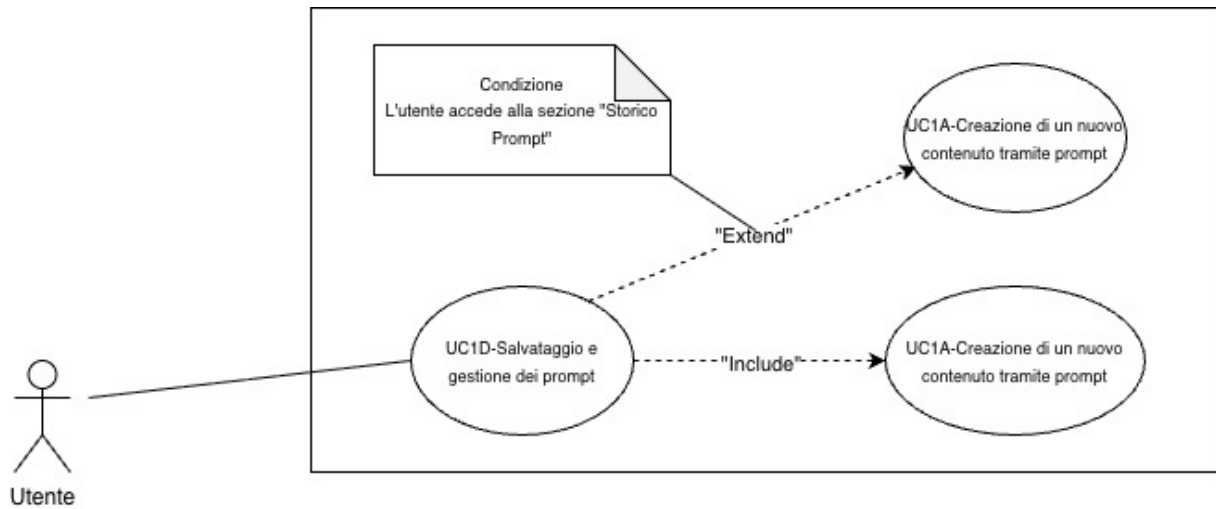 Condizione
L'utente accede alla sezione "Storico
Prompt"
UC1A-Creazione di un nuovo
contenuto tramite prompt
"Extend"
UC1D-Salvataggio e
gestione dei prompt
"Include"
UC1A-Creazione di un nuovo
contenuto tramite prompt
Utente